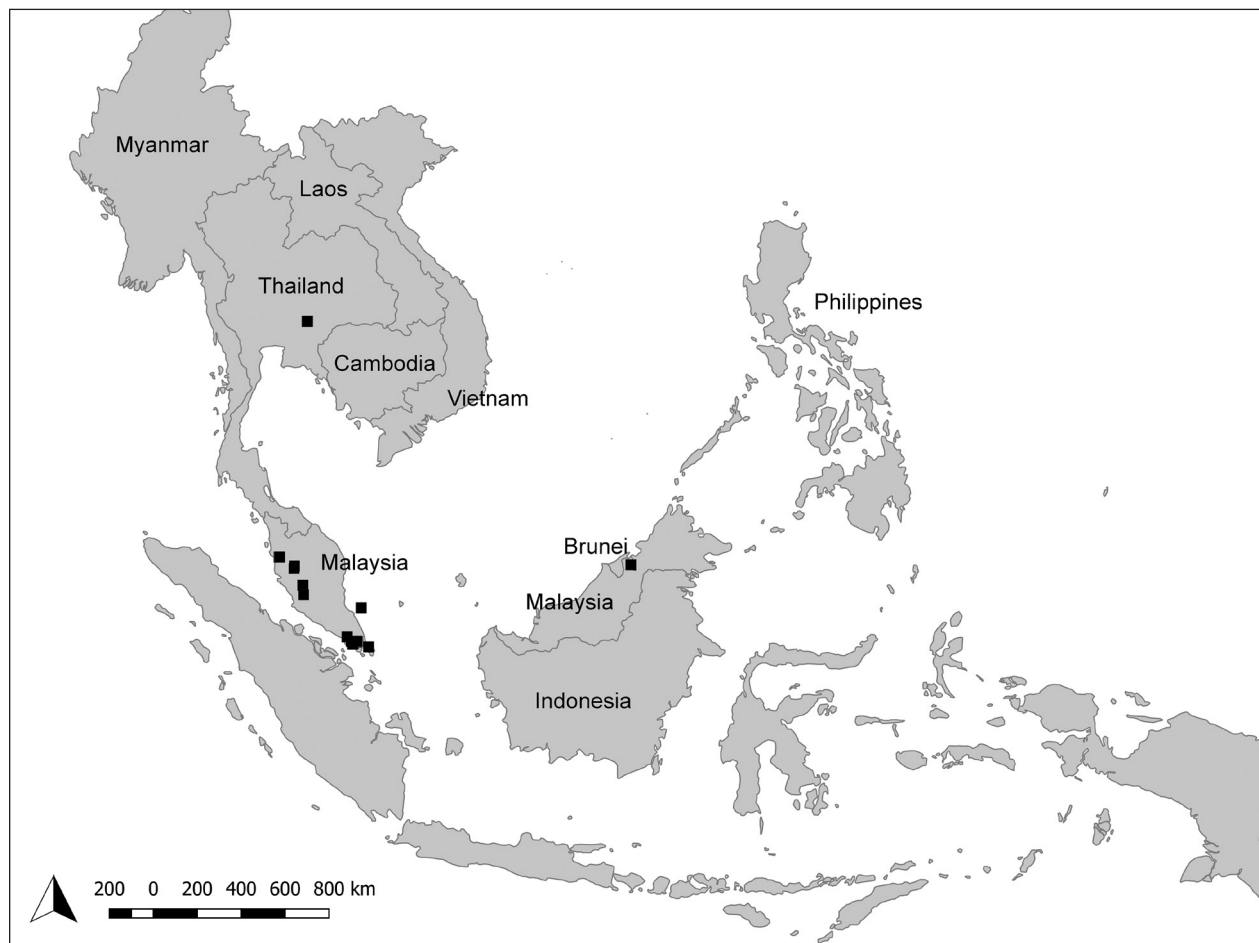 Myanmar
Laos
Thailand
Philippines
Cambodia
Vietnam
Brunei
Malaysia
Malaysia
Indonesia
200 0 200 400 600 800 km